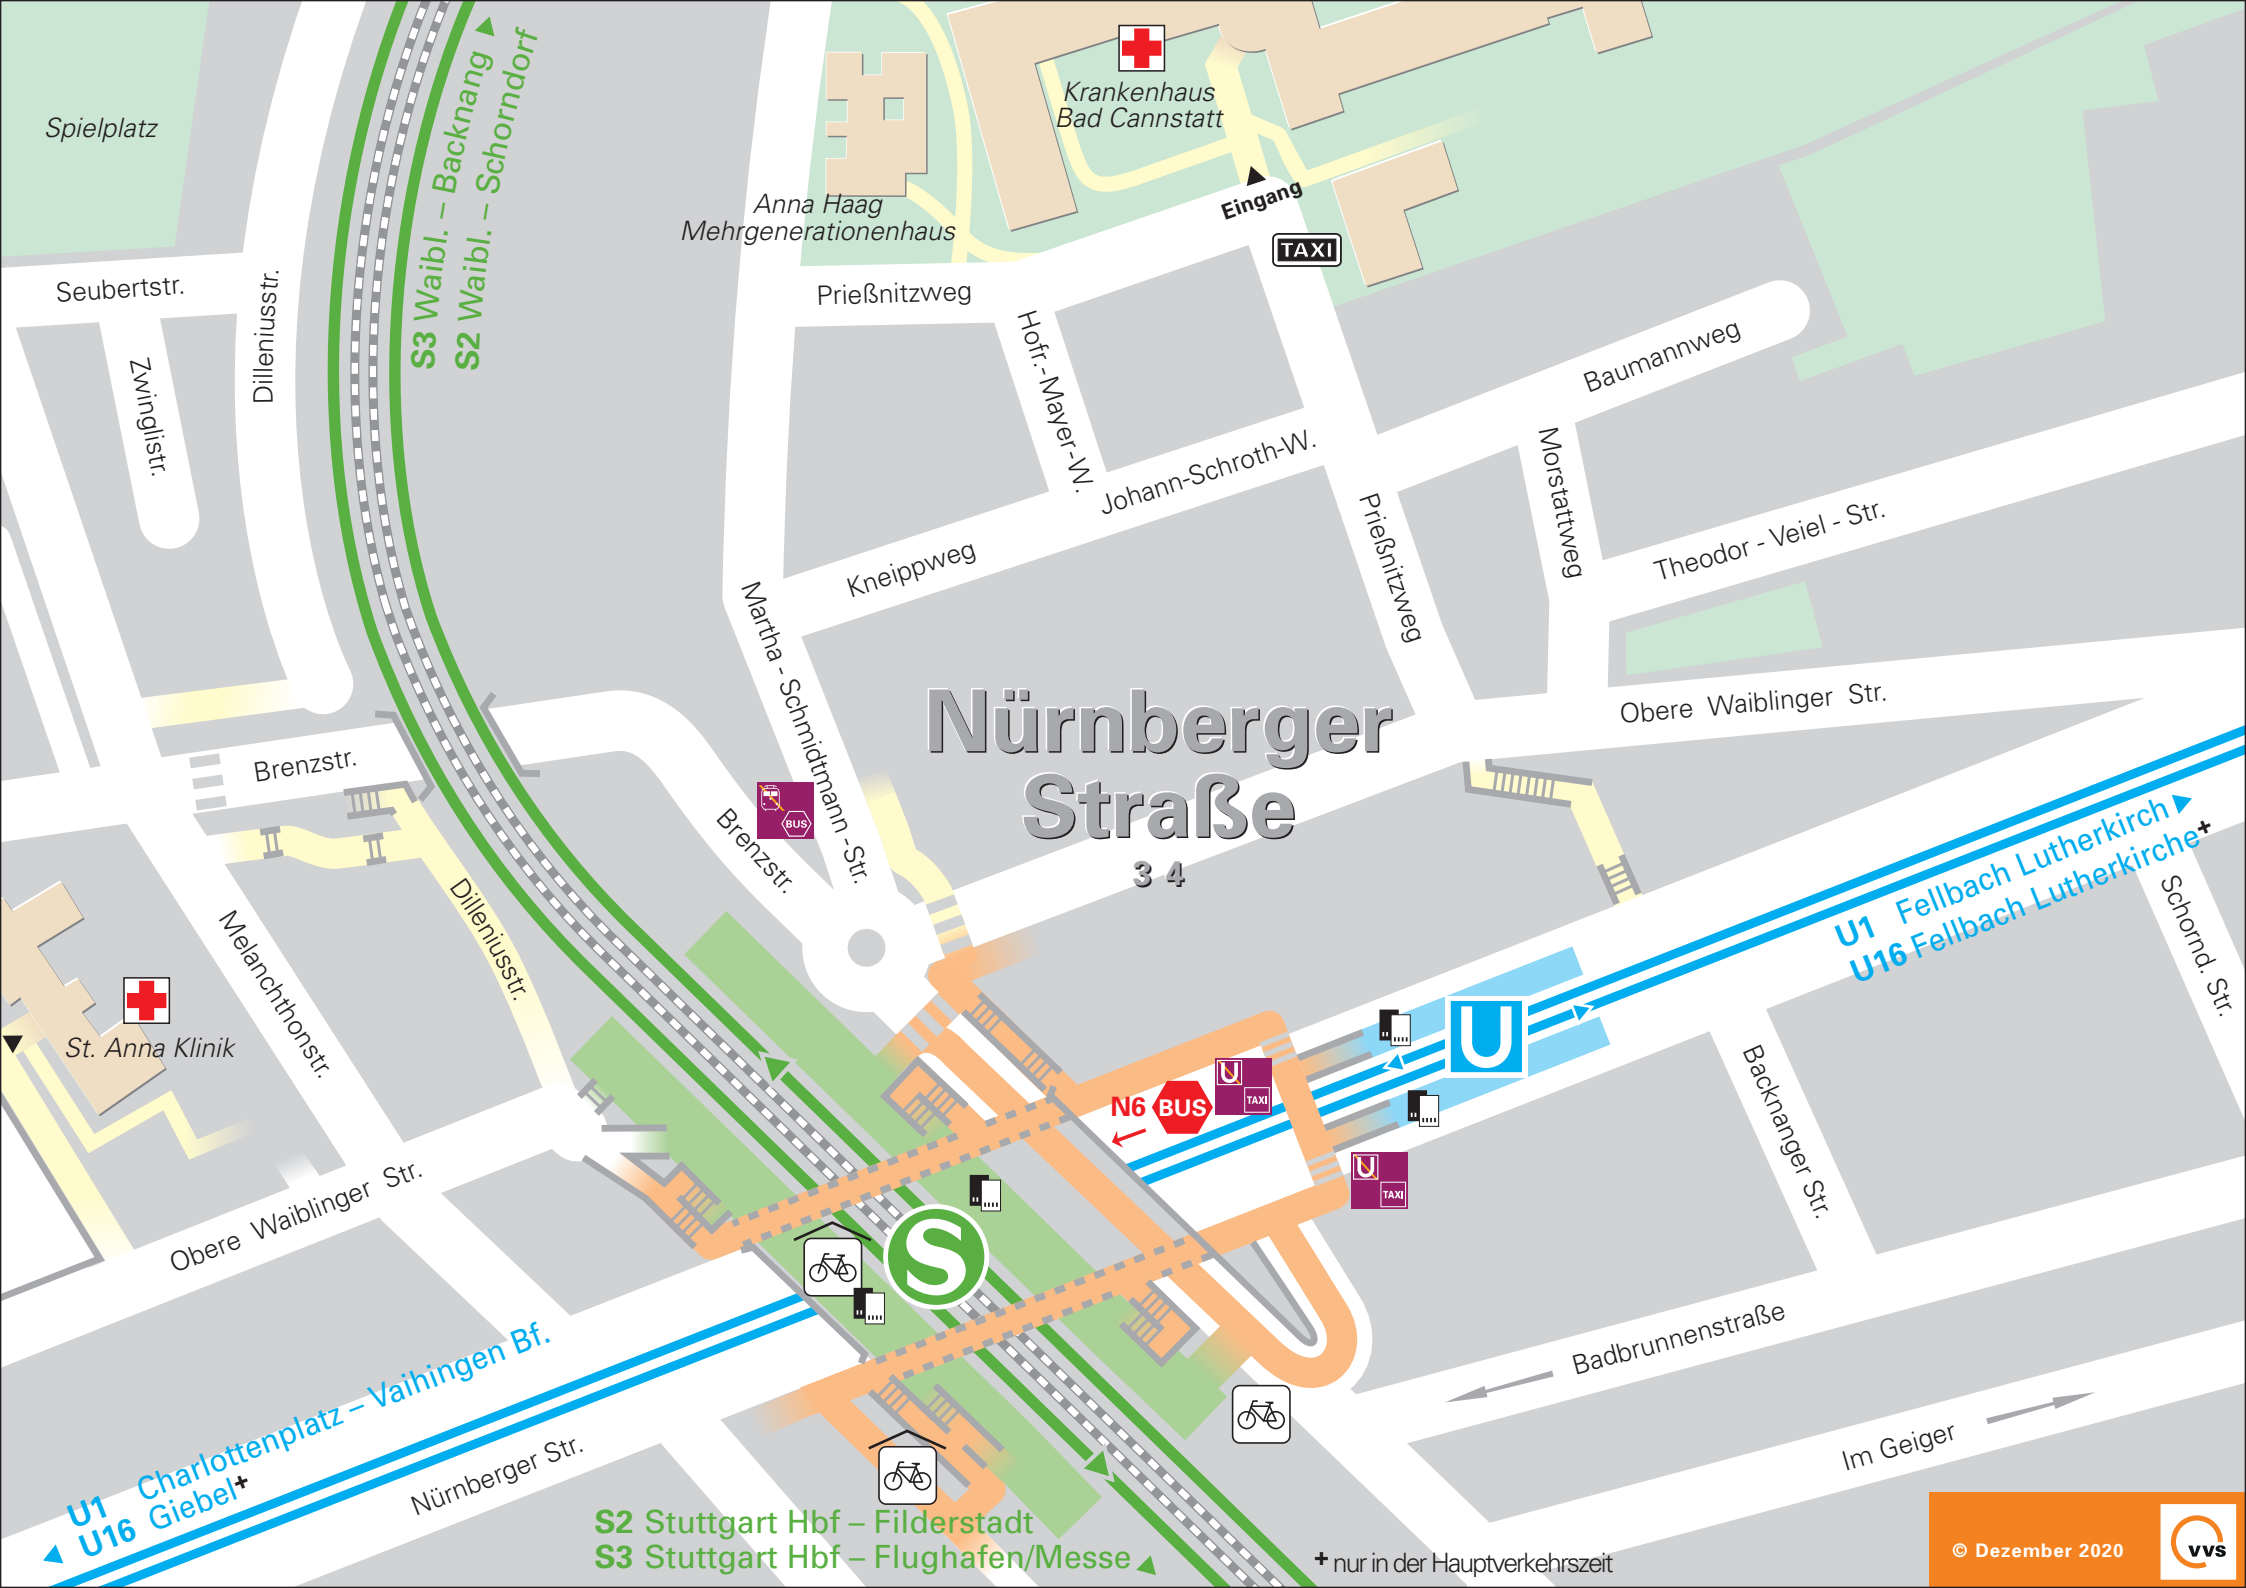 Spielplatz
S3 Waibl. – Backnang
S2 Waibl. – Schorndorf
Krankenhaus
Bad Cannstatt
Eingang
TAXI
Anna Haag
Mehrgenerationenhaus
Seubertstr.
Zwinglistr.
Dilleniusstr.
Prießnitzweg
Hofr.-Mayer-W.
Johann-Schroth-W.
Kneippweg
Baumannweg
Morstattweg
Prießnitzweg
Theodor - Veiel - Str.
Martha - Schmidtmann - Str.
Nürnberger
Straße
3 4
Obere Waiblinger Str.
Brenzstr.
Brenzstr.
BUS
Dilleniusstr.
Melanchthonstr.
St. Anna Klinik
Obere Waiblinger Str.
U1 Fellbach Lutherkirch
U16 Fellbach Lutherkirche+
Schornd. Str.
Backnanger Str.
U
N6
BUS
U
TAXI
U
TAXI
S
Badbrunnenstraße
Im Geiger
U1 Charlottenplatz – Vaihingen Bf.
U16 Giebel+
Nürnberger Str.
S2 Stuttgart Hbf – Filderstadt
S3 Stuttgart Hbf – Flughafen/Messe
+ nur in der Hauptverkehrszeit
© Dezember 2020
vvs